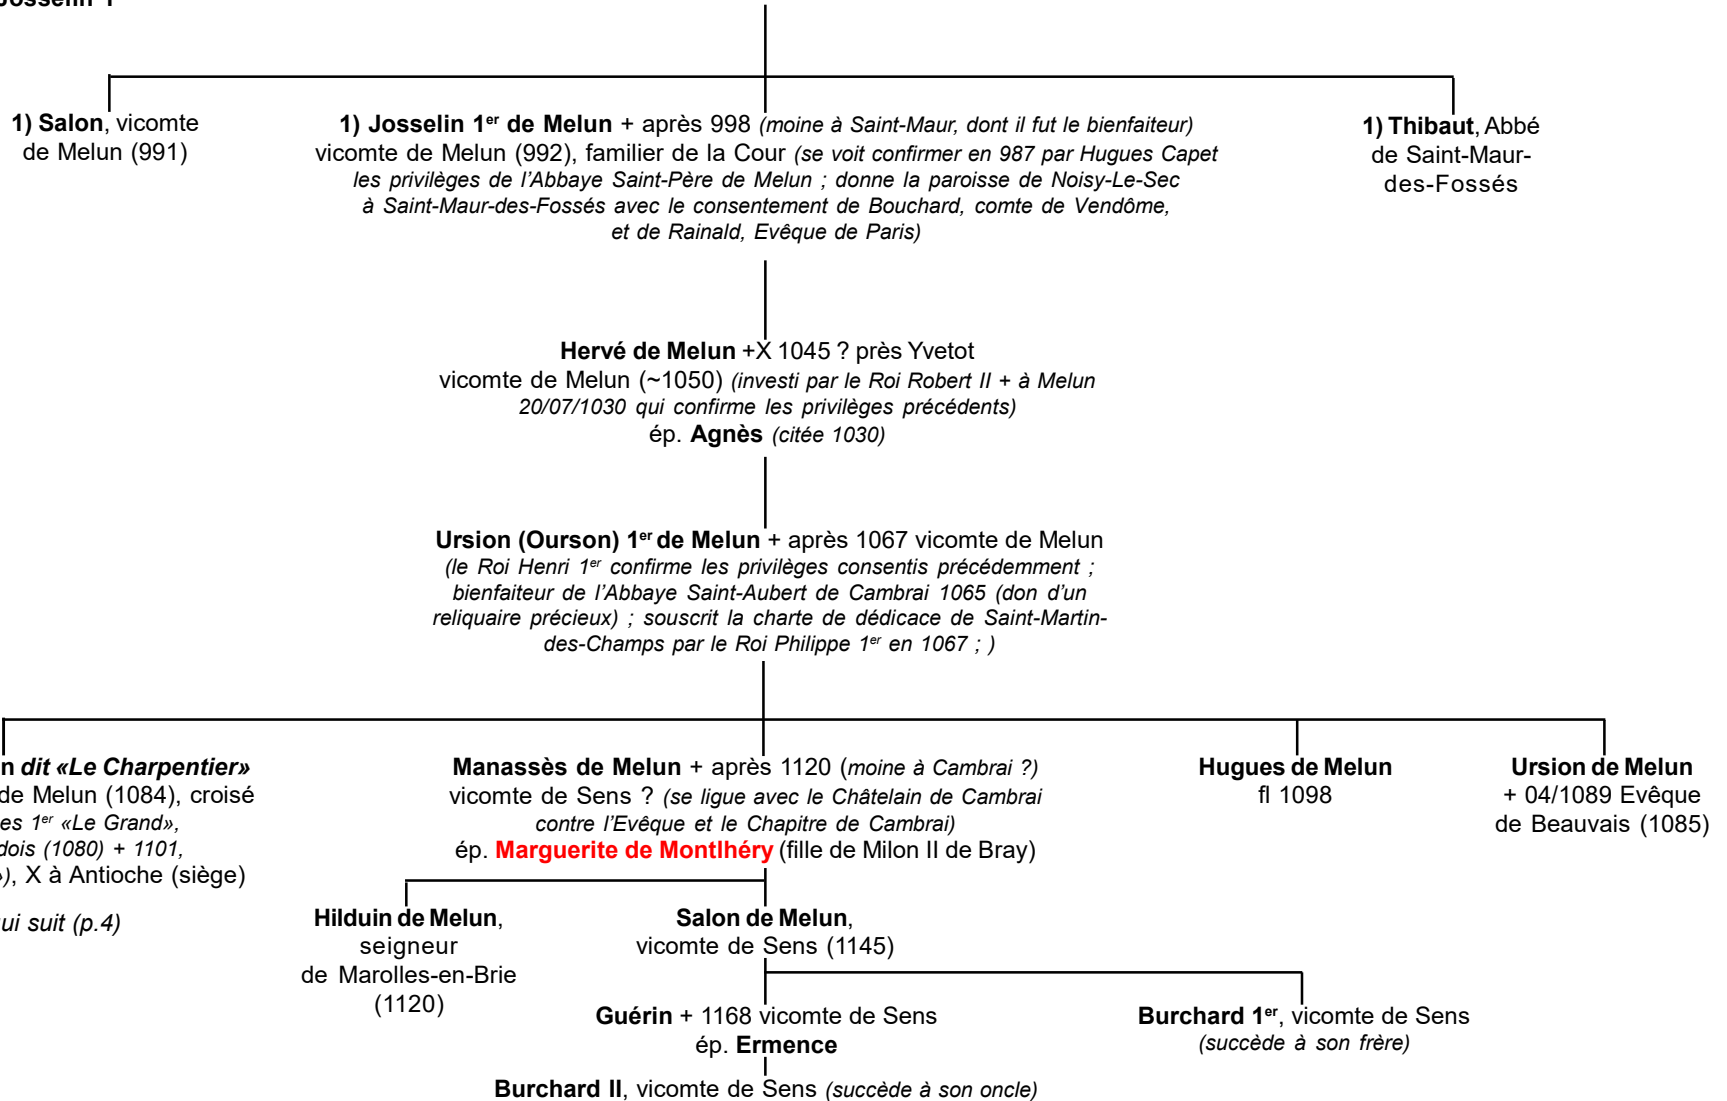 Josselin 1
1) Salon, vicomte
de Melun (991)
1) Josselin 1er de Melun + après 998 (moine à Saint-Maur, dont il fut le bienfaiteur)
vicomte de Melun (992), familier de la Cour (se voit confirmer en 987 par Hugues Capet
les privilèges de l’Abbaye Saint-Père de Melun ; donne la paroisse de Noisy-Le-Sec
à Saint-Maur-des-Fossés avec le consentement de Bouchard, comte de Vendôme,
et de Rainald, Evêque de Paris)
1) Thibaut, Abbé
de Saint-Maur-
des-Fossés
Hervé de Melun +X 1045 ? près Yvetot
vicomte de Melun (~1050) (investi par le Roi Robert II + à Melun
20/07/1030 qui confirme les privilèges précédents)
ép. Agnès (citée 1030)
Ursion (Ourson) 1er de Melun + après 1067 vicomte de Melun
(le Roi Henri 1er confirme les privilèges consentis précédemment ;
bienfaiteur de l’Abbaye Saint-Aubert de Cambrai 1065 (don d’un
reliquaire précieux) ; souscrit la charte de dédicace de Saint-Martin-
des-Champs par le Roi Philippe 1er en 1067 ; )
n dit «Le Charpentier»
de Melun (1084), croisé
es 1er «Le Grand»,
dois (1080) + 1101,
»), X à Antioche (siège)
ui suit (p.4)
Manassès de Melun + après 1120 (moine à Cambrai ?)
vicomte de Sens ? (se ligue avec le Châtelain de Cambrai
contre l’Evêque et le Chapitre de Cambrai)
ép. Marguerite de Montlhéry (fille de Milon II de Bray)
Hugues de Melun
fl 1098
Ursion de Melun
+ 04/1089 Evêque
de Beauvais (1085)
Hilduin de Melun,
seigneur
de Marolles-en-Brie
(1120)
Salon de Melun,
vicomte de Sens (1145)
Guérin + 1168 vicomte de Sens
ép. Ermence
Burchard 1er, vicomte de Sens
(succède à son frère)
Burchard II, vicomte de Sens (succède à son oncle)